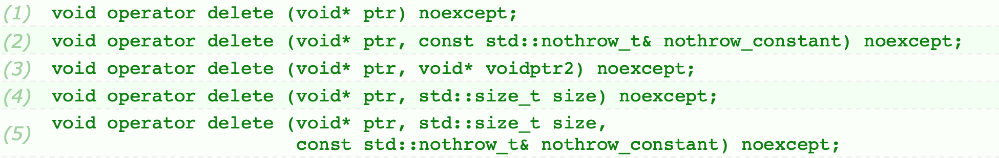 (1) void operator delete (void* ptr) noexcept;
(2) void operator delete (void* ptr, const std::nothrow_t& nothrow_constant) noexcept;
(3) void operator delete (void* ptr, void* voidptr2) noexcept;
(4) void operator delete (void* ptr, std::size_t size) noexcept;
(5) void operator delete (void* ptr, std::size_t size,
const std::nothrow_t& nothrow_constant) noexcept;